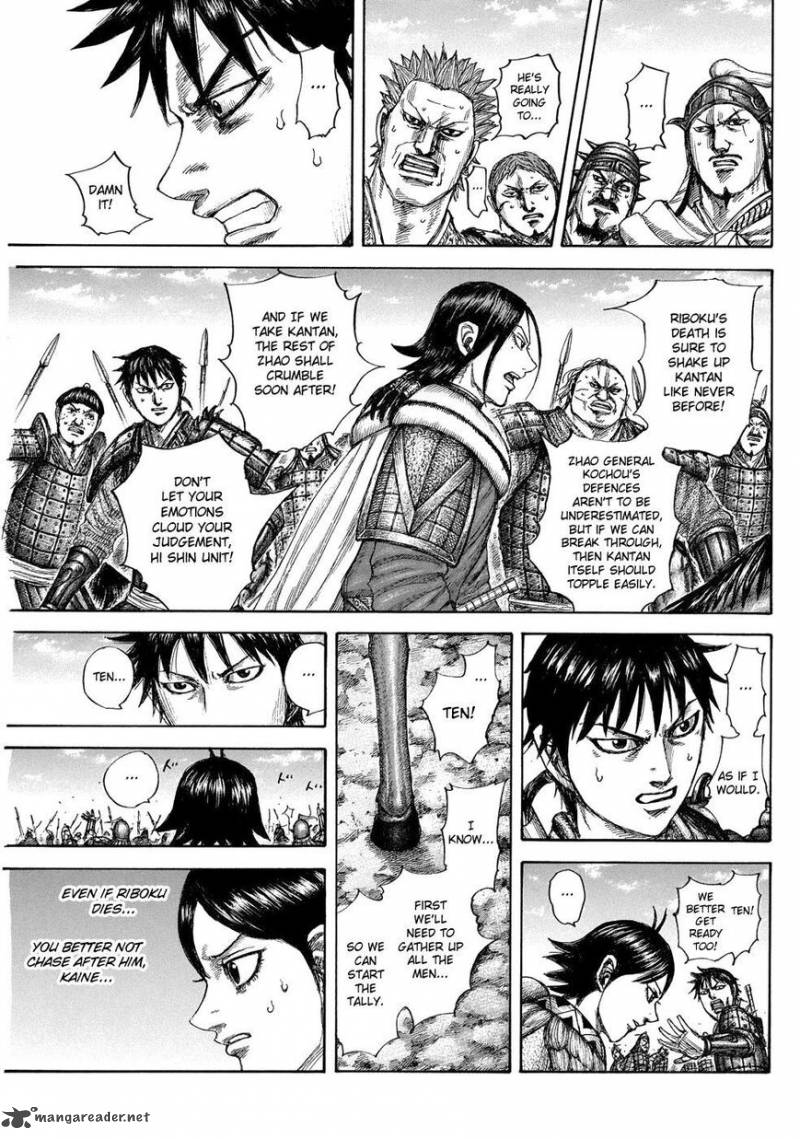 ...
HE'S
REALLY
GOING
TO...
...
...
DAMN
IT!
RIBOKU'S
DEATH IS
SURE TO
SHAKE UP
KANTAN
LIKE NEVER
BEFORE!
ZHAO GENERAL
KOCHOU'S
DEFENCES
AREN'T TO BE
UNDERESTIMATED,
BUT IF WE CAN
BREAK THROUGH,
THEN KANTAN
ITSELF SHOULD
TOPPLE EASILY.
AND IF WE
TAKE KANTAN,
THE REST OF
ZHAO SHALL
CRUMBLE
SOON AFTER!
DON'T
LET YOUR
EMOTIONS
CLOUD YOUR
JUDGEMENT,
HI SHIN UNIT!
...
AS IF I
WOULD.
TEN!
WE
BETTER
GET
READY
TOO!
...
TEN!
I
KNOW...
FIRST
WE'LL
NEED TO
GATHER UP
ALL THE
MEN...
SO WE
CAN
START
THE
TALLY.
...
TEN...
ド
ド
...
EVEN IF RIBOKU
DIES...
YOU BETTER NOT
CHASE AFTER HIM,
KAINE...
mangareader.net